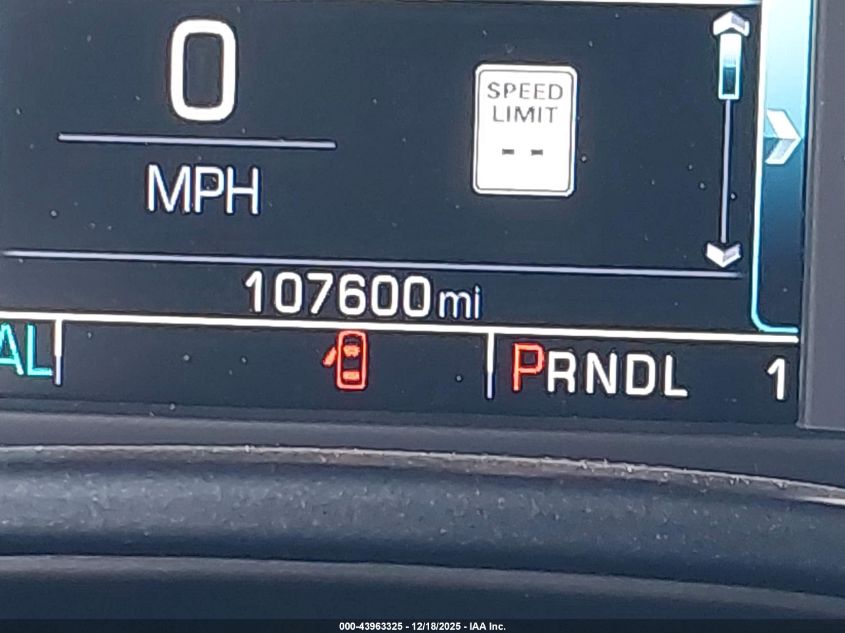 0
MPH
SPEED
LIMIT
--
107600mi
AL
PRNDL 1
000-43963325 - 12/18/2025 - IAA Inc.